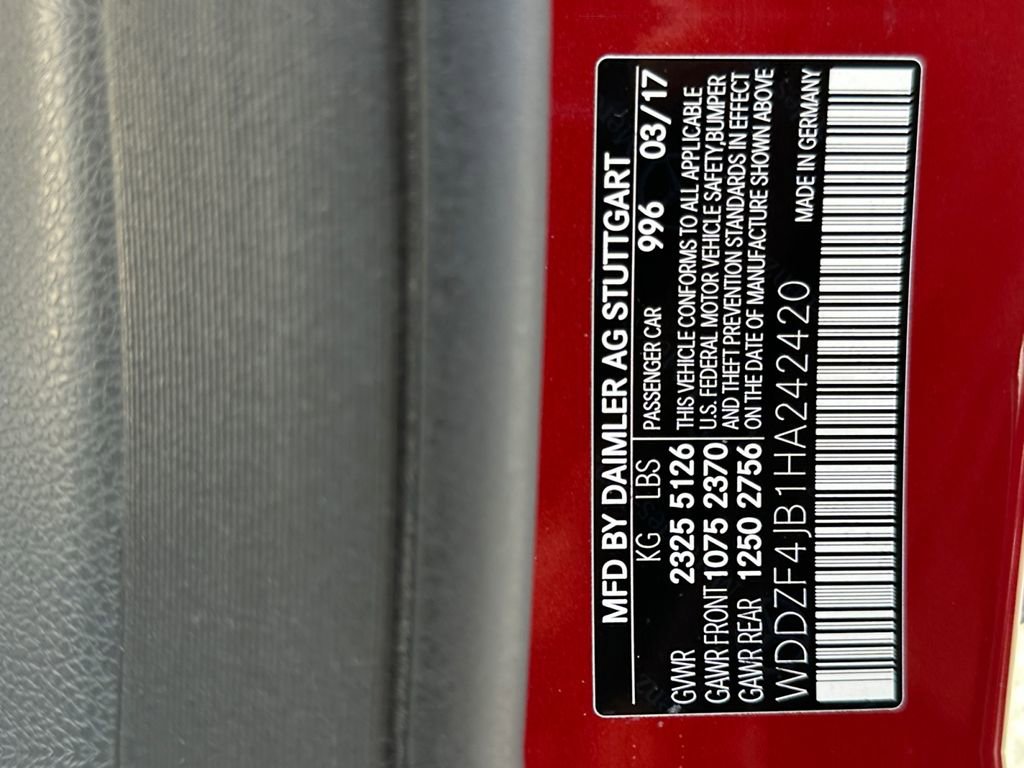 MFD BY DAIMLER AG STUTTGART
KG LBS PASSENGER CAR 996 03/17
GVWR 2325 5126 THIS VEHICLE CONFORMS TO ALL APPLICABLE
GAWR FRONT 1075 2370 U.S. FEDERAL MOTOR VEHICLE SAFETY,BUMPER
AND THEFT PREVENTION STANDARDS IN EFFECT
GAWR REAR 1250 2756 ON THE DATE OF MANUFACTURE SHOWN ABOVE
WDDZF4JB1HA242420 MADE IN GERMANY